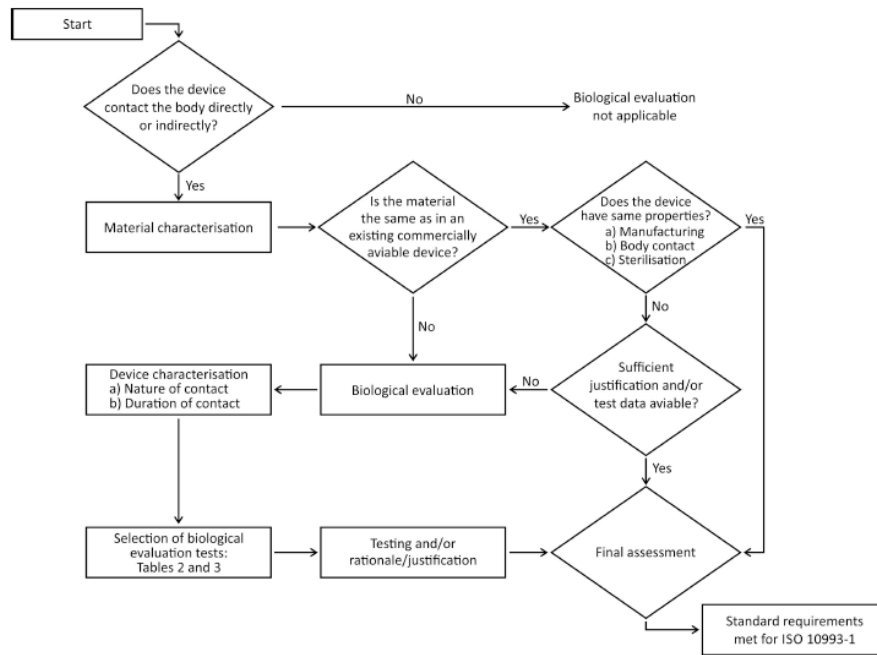 Start
Does the device
contact the body directly
or indirectly?
No
Biological evaluation
not applicable
Yes
Material characterisation
Is the material
the same as in an
existing commercially
aviable device?
Yes
Does the device
have same properties?
a) Manufacturing
b) Body contact
c) Sterilisation
Yes
No
No
Device characterisation
a) Nature of contact
b) Duration of contact
Biological evaluation
No
Sufficient
justification and/or
test data aviable?
Yes
Selection of biological
evaluation tests:
Tables 2 and 3
Testing and/or
rationale/justification
Final assessment
Standard requirements
met for ISO 10993-1